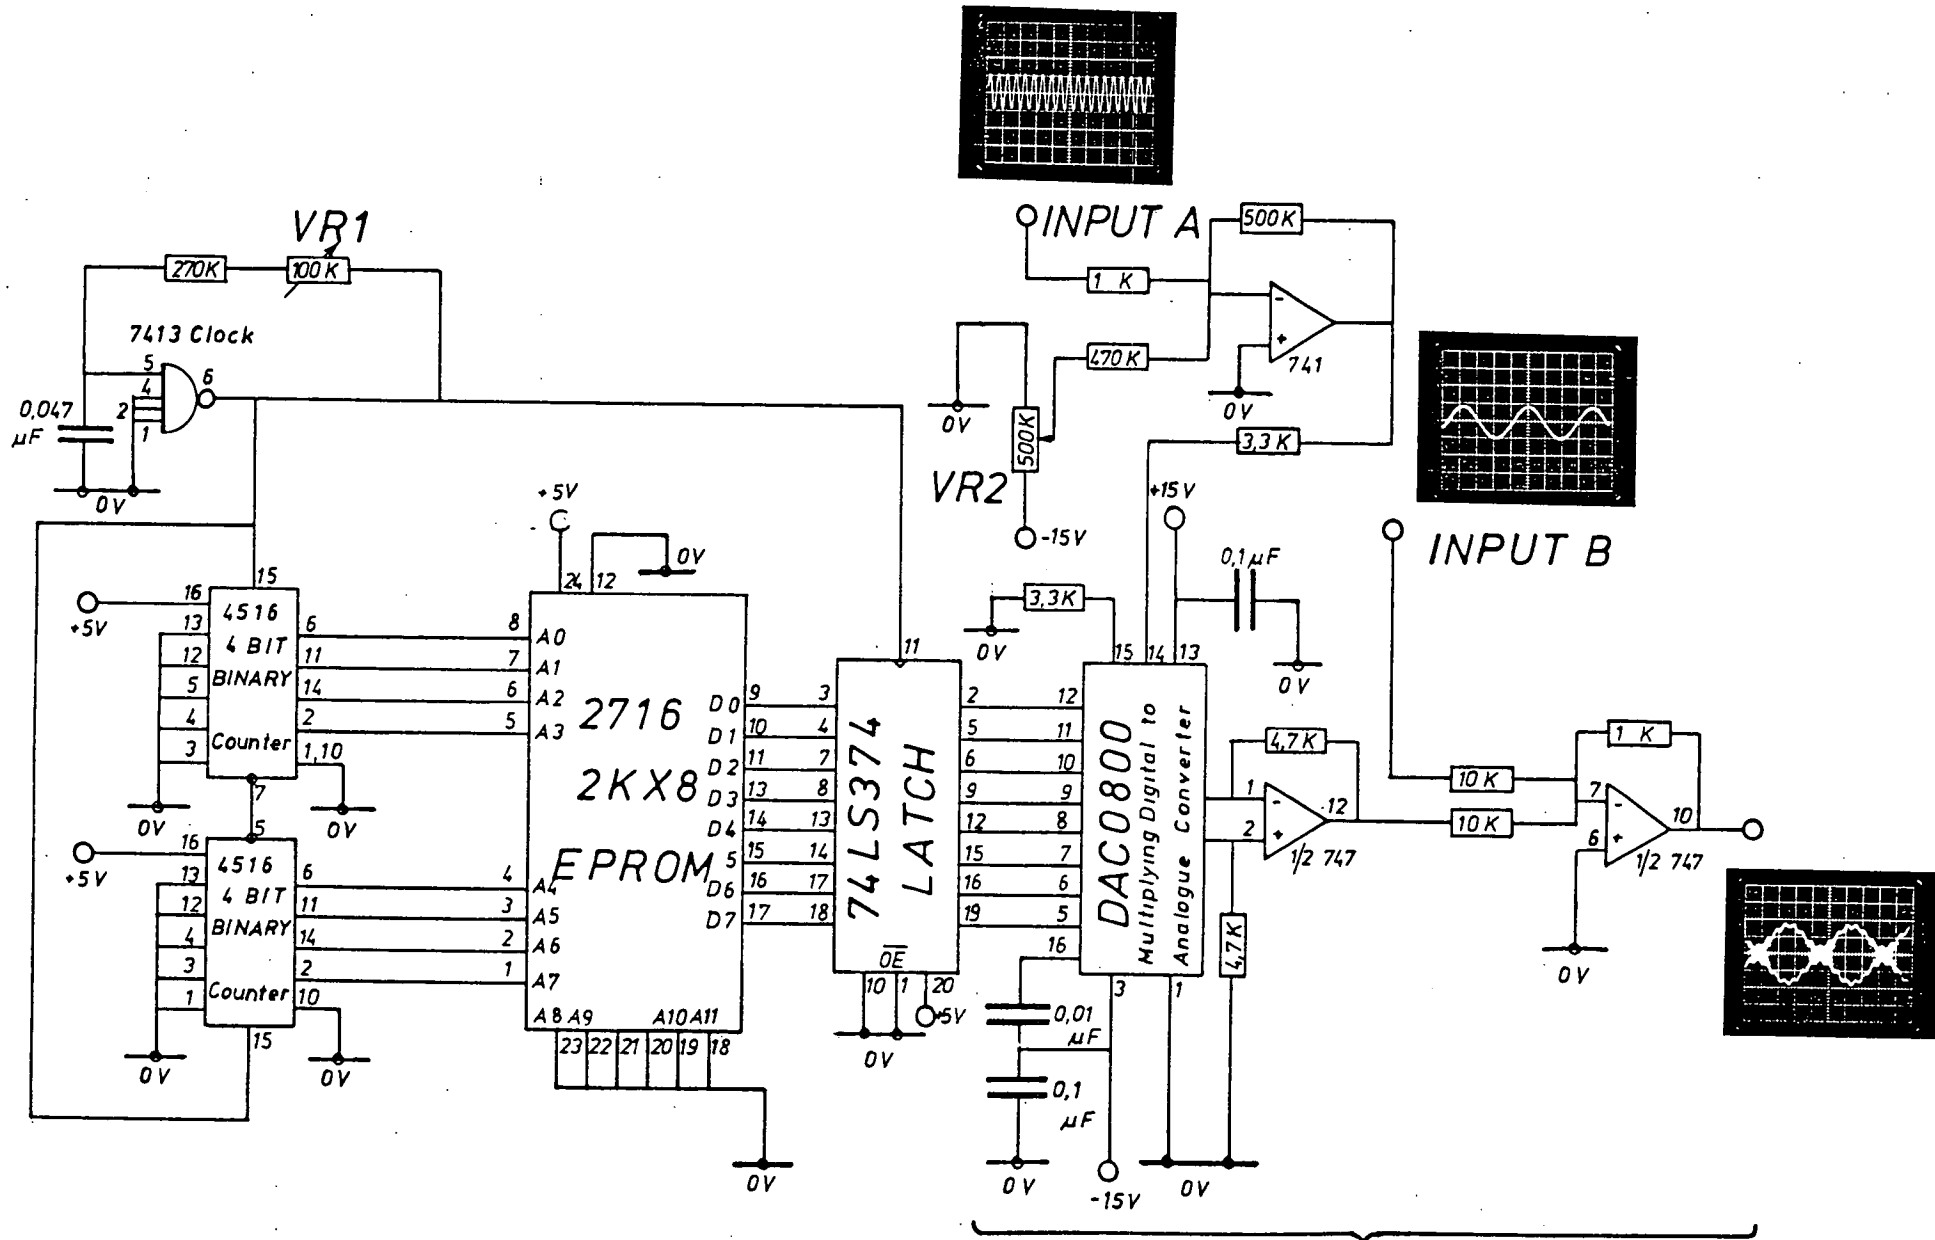 INPUT A
500K
VR1
270K
100 K
1 K
7413 Clock
5
4
2
1
6
0,047
µF
0V
-
+
741
470K
0V
0V
500K
VR2
-15V
3,3K
+15V
INPUT B
0,1µF
0V
+5V
24
12
0V
15
16
+5V
13
12
5
4
3
4516
4 BIT
BINARY
Counter
6
11
14
2
1,10
7
0V
0V
8
7
6
5
A0
A1
A2
A3
2716
2KX8
EPROM
D0
D1
D2
D3
D4
5
D6
D7
9
10
11
13
14
15
16
17
3
4
7
8
13
14
17
18
11
74LS374
LATCH
OE
10
1
20
+5V
0V
2
5
6
9
12
15
16
19
3,3K
0V
15
14
13
12
11
10
9
8
7
6
5
16
DAC0800
Multiplying Digital to
Analogue Converter
3
1
4,7K
1
2
-
+
12
1/2 747
4,7K
10K
10K
1 K
7
6
-
+
10
1/2 747
0V
5
16
+5V
13
12
4
3
1
4516
4 BIT
BINARY
Counter
6
11
14
2
10
15
0V
0V
4
3
2
1
A4
A5
A6
A7
A8
A9
A10
A11
23
22
21
20
19
18
0V
0,01
µF
0,1
µF
0V
-15V
0V